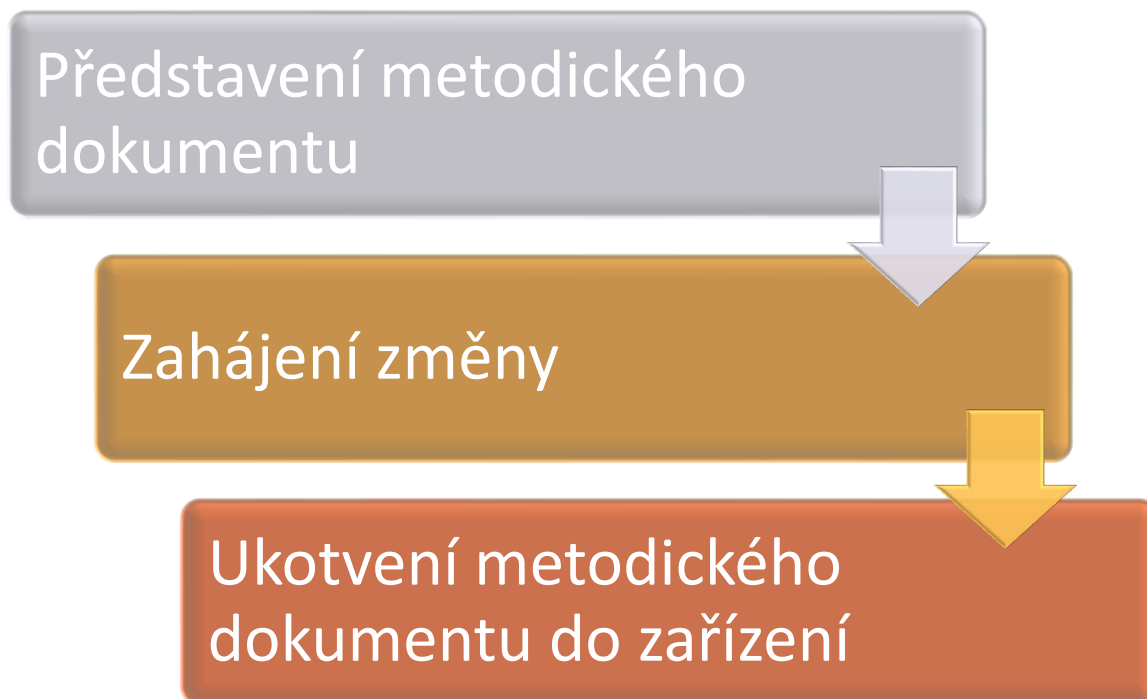 Představení metodického
dokumentu
Zahájení změny
Ukotvení metodického
dokumentu do zařízení